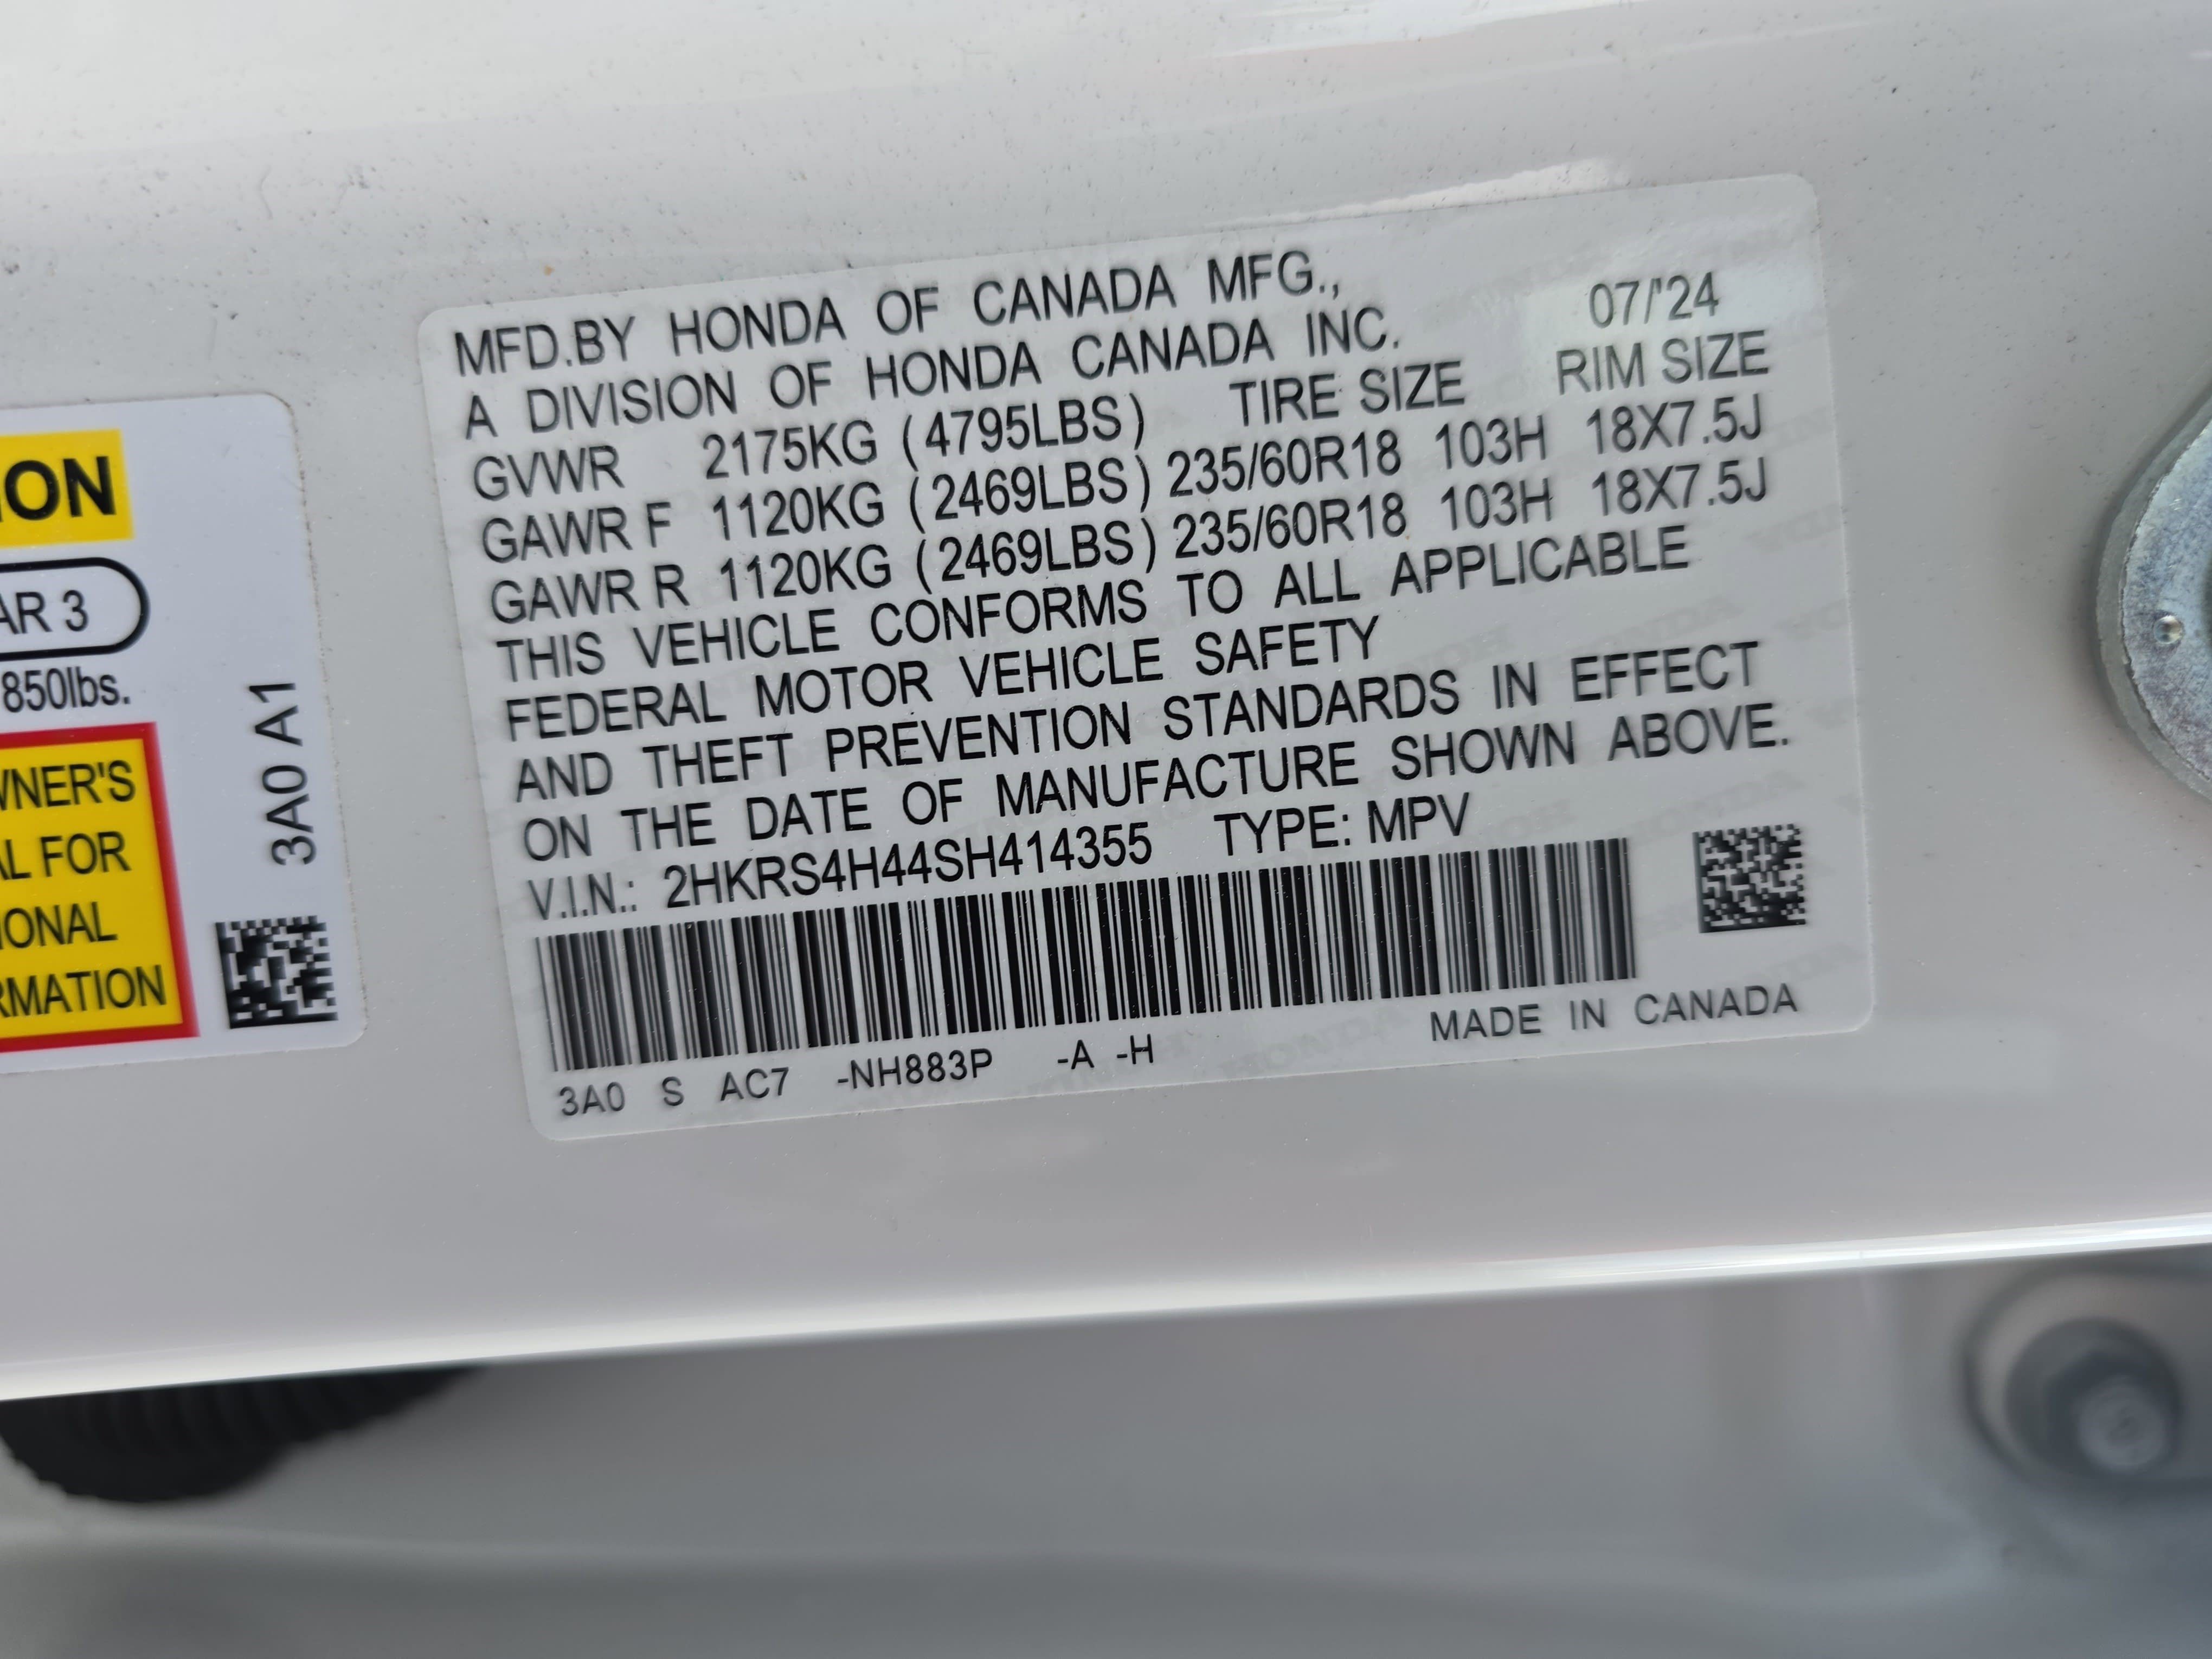 ON
AR 3
850lbs.
WNER'S
AL FOR
IONAL
RMATION
3A0 A1
MFD.BY HONDA OF CANADA MFG.,
A DIVISION OF HONDA CANADA INC. 07/'24
GVWR 2175KG (4795LBS) TIRE SIZE RIM SIZE
GAWR F 1120KG (2469LBS) 235/60R18 103H 18X7.5J
GAWR R 1120KG (2469LBS) 235/60R18 103H 18X7.5J
THIS VEHICLE CONFORMS TO ALL APPLICABLE
FEDERAL MOTOR VEHICLE SAFETY
AND THEFT PREVENTION STANDARDS IN EFFECT
ON THE DATE OF MANUFACTURE SHOWN ABOVE.
V.I.N.: 2HKRS4H44SH414355 TYPE: MPV
3A0 S AC7 -NH883P -A -H MADE IN CANADA